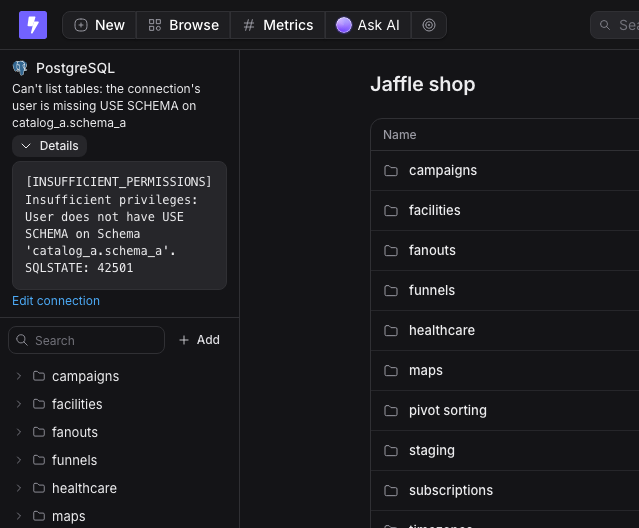 New
Browse
Metrics
Ask AI
PostgreSQL
Can't list tables: the connection's
user is missing USE SCHEMA on
catalog_a.schema_a
Details
[INSUFFICIENT_PERMISSIONS]
Insufficient privileges:
User does not have USE
SCHEMA on Schema
'catalog_a.schema_a'.
SQLSTATE: 42501
Edit connection
Search
Add
campaigns
facilities
fanouts
funnels
healthcare
maps
Jaffle shop
Name
campaigns
facilities
fanouts
funnels
healthcare
maps
pivot sorting
staging
subscriptions